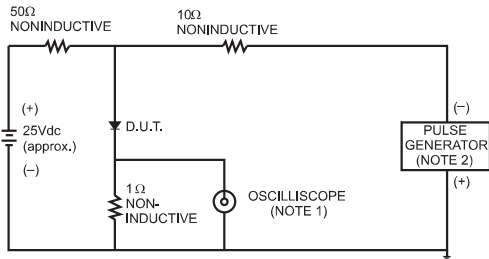 50Ω
NONINDUCTIVE
10Ω
NONINDUCTIVE
(+)
25Vdc
(approx.)
(–)
D.U.T.
1Ω
NON-
INDUCTIVE
OSCILLISCOPE
(NOTE 1)
(–)
PULSE
GENERATOR
(NOTE 2)
(+)